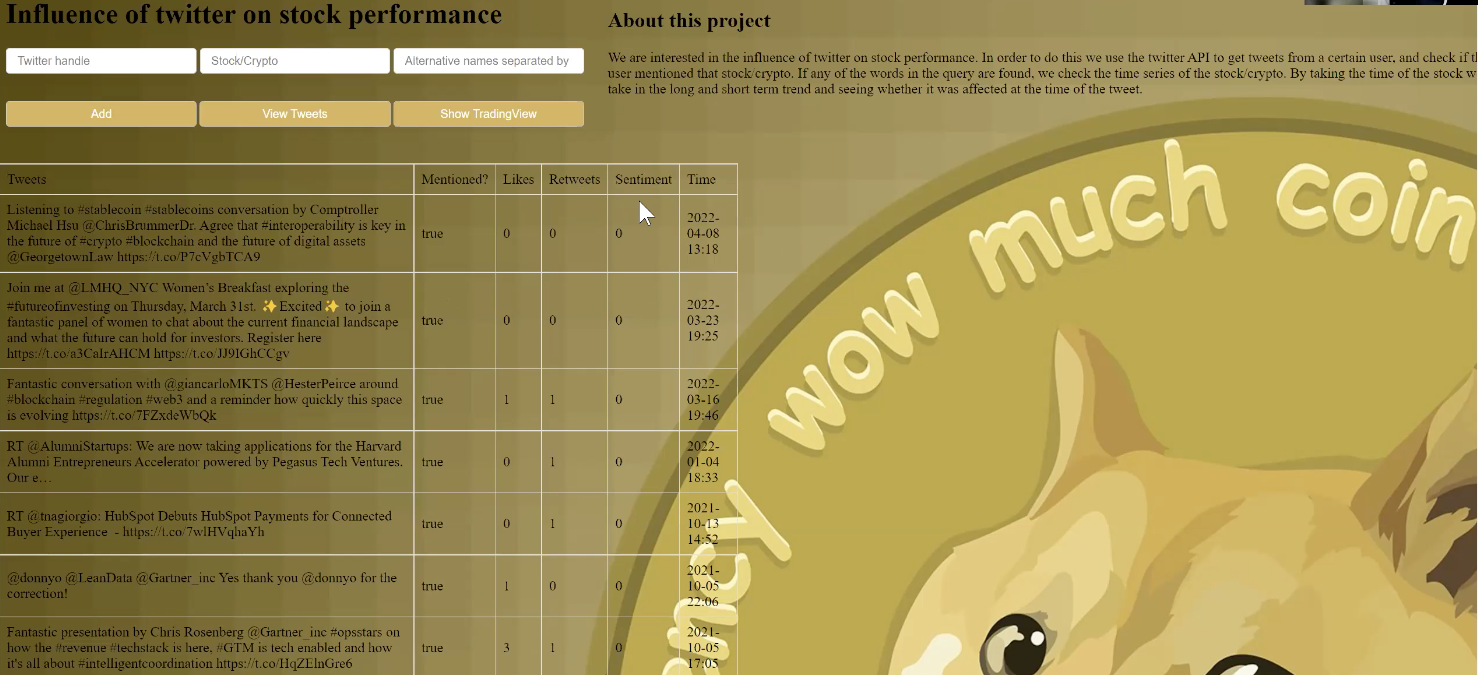 Influence of twitter on stock performance
Twitter handle
Stock/Crypto
Alternative names separated by
Add
View Tweets
Show TradingView
About this project
We are interested in the influence of twitter on stock performance. In order to do this we use the twitter API to get tweets from a certain user, and check if
user mentioned that stock/crypto. If any of the words in the query are found, we check the time series of the stock/crypto. By taking the time of the stock
take in the long and short term trend and seeing whether it was affected at the time of the tweet.
Tweets Mentioned? Likes Retweets Sentiment Time
Listening to #stablecoin #stablecoins conversation by Comptroller
Michael Hsu @ChrisBrummerDr. Agree that #interoperability is key in
the future of #crypto #blockchain and the future of digital assets
@GeorgetownLaw https://t.co/P7cVgbTCA9
true 0 0 0
2022-
04-08
13:18
Join me at @LMHQ_NYC Women's Breakfast exploring the
#futureofinvesting on Thursday, March 31st. ✨Excited✨ to join a
fantastic panel of women to chat about the current financial landscape
and what the future can hold for investors. Register here
https://t.co/a3CaIrAHCM https://t.co/JJ9IGhCCgv
true 0 0 0
2022-
03-23
19:25
Fantastic conversation with @giancarloMKTS @HesterPeirce around
#blockchain #regulation #web3 and a reminder how quickly this space
is evolving https://t.co/7FZxdeWbQk
true 1 1 0
2022-
03-16
19:46
RT @AlumniStartups: We are now taking applications for the Harvard
Alumni Entrepreneurs Accelerator powered by Pegasus Tech Ventures.
Our e…
true 0 1 0
2022-
01-04
18:33
RT @tnagiorgio: HubSpot Debuts HubSpot Payments for Connected
Buyer Experience - https://t.co/7wlHVqhaYh
true 0 1 0
2021-
10-13
14:52
@donnyo @LeanData @Gartner_inc Yes thank you @donnyo for the
correction!
true 1 0 0
2021-
10-05
22:06
Fantastic presentation by Chris Rosenberg @Gartner_inc #opsstars on
how the #revenue #techstack is here, #GTM is tech enabled and how
it's all about #intelligentcoordination https://t.co/HqZElnGre6
true 3 1 0
2021-
10-05
17:05
wow much coin
ncy